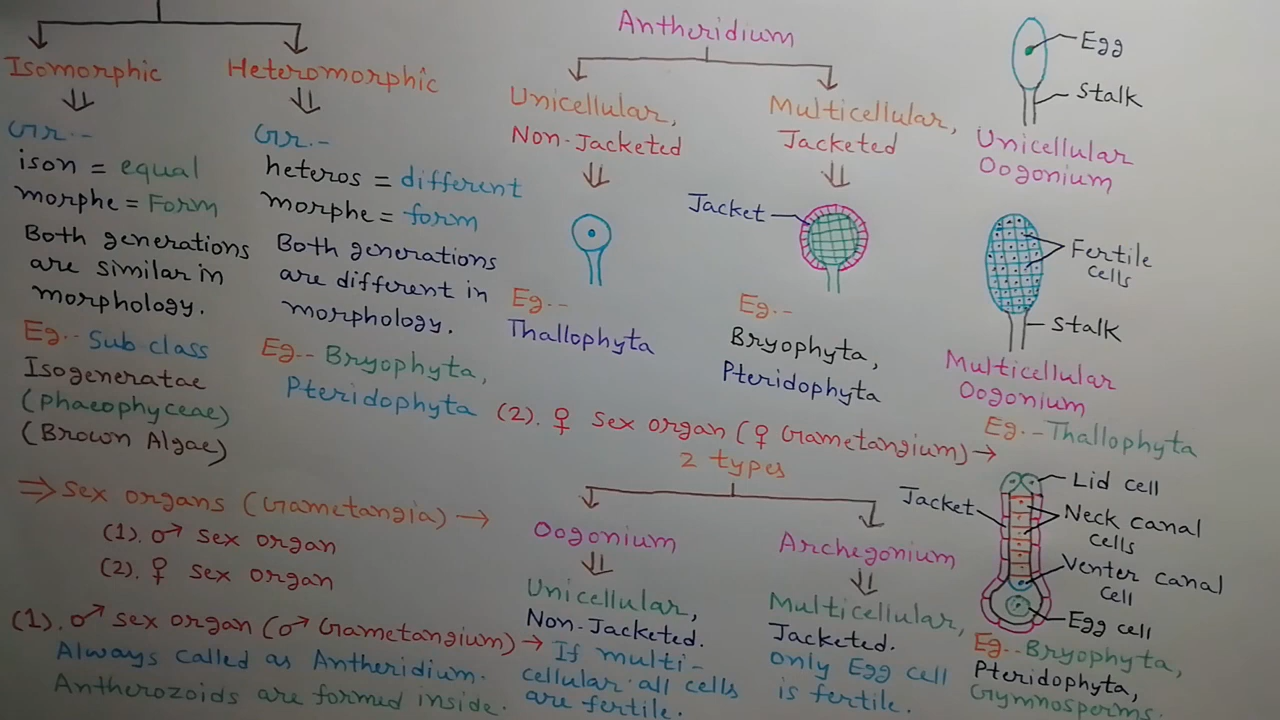 Isomorphic
Gr.-
ison = equal
morphe = Form
Both generations
are similar in
morphology.
Eg.- Sub class
Isogeneratae
(Phaeophyceae)
(Brown Algae)
Heteromorphic
Gr.-
heteros = different
morphe = form
Both generations
are different in
morphology.
Eg.- Bryophyta,
Pteridophyta
⇒ Sex organs (Gametangia) →
(1). ♂ sex organ
(2). ♀ sex organ
(1). ♂ sex organ (♂ Gametangium) →
Always called as Antheridium.
Antherozoids are formed inside.
Antheridium
Unicellular,
Non-Jacketed
Eg.-
Thallophyta
Multicellular,
Jacketed
Jacket
Eg.-
Bryophyta,
Pteridophyta
(2). ♀ sex organ (♀ Gametangium) →
2 types
Oogonium
Unicellular,
Non-Jacketed.
If multi-
cellular all cells
are fertile.
Archegonium
Multicellular,
Jacketed.
only Egg cell
is fertile.
Egg
Stalk
Unicellular
Oogonium
Fertile
cells
Stalk
Multicellular
Oogonium
Eg.- Thallophyta
Jacket
Lid cell
Neck canal
cells
Venter canal
cell
Egg cell
Eg.- Bryophyta,
Pteridophyta,
Gymnosperms.